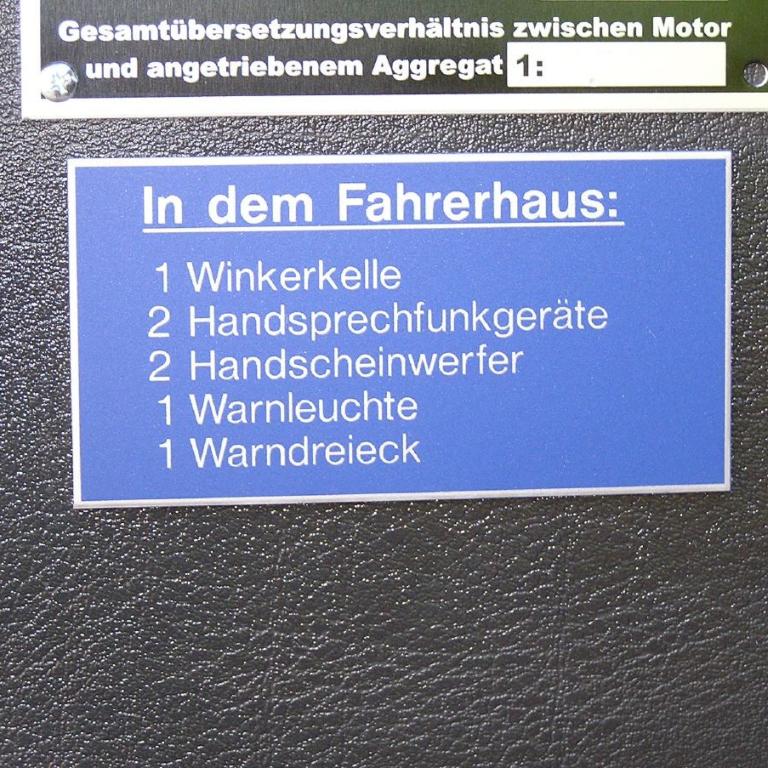 Gesamtübersetzungsverhältnis zwischen Motor
und angetriebenem Aggregat 1:
In dem Fahrerhaus:
1 Winkerkelle
2 Handsprechfunkgeräte
2 Handscheinwerfer
1 Warnleuchte
1 Warndreieck